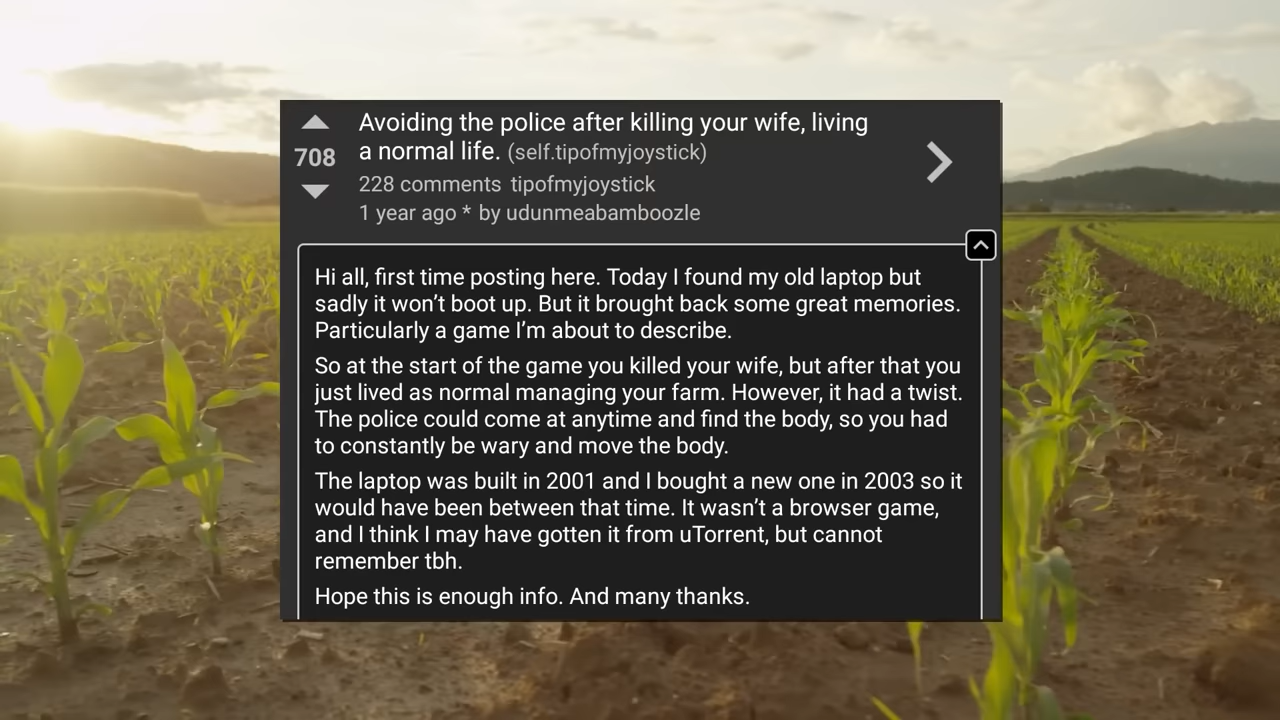 Avoiding the police after killing your wife, living
a normal life. (self.tipofmyjoystick)
708
228 comments tipofmyjoystick
1 year ago * by udunmeabamboozle
Hi all, first time posting here. Today I found my old laptop but
sadly it won’t boot up. But it brought back some great memories.
Particularly a game I’m about to describe.
So at the start of the game you killed your wife, but after that you
just lived as normal managing your farm. However, it had a twist.
The police could come at anytime and find the body, so you had
to constantly be wary and move the body.
The laptop was built in 2001 and I bought a new one in 2003 so it
would have been between that time. It wasn’t a browser game,
and I think I may have gotten it from uTorrent, but cannot
remember tbh.
Hope this is enough info. And many thanks.